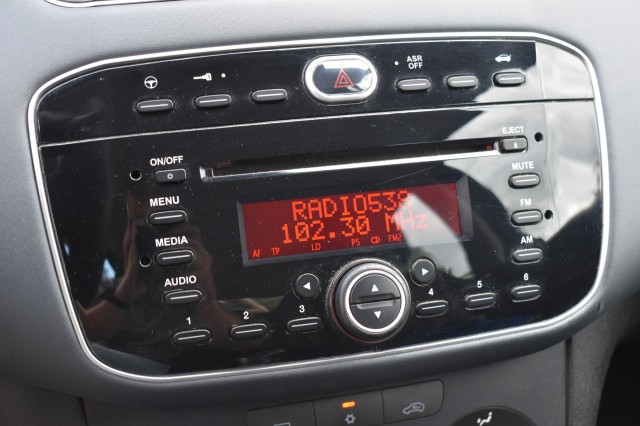 ASR
OFF
EJECT
ON/OFF
MUTE
MENU
FM
MEDIA
AM
AUDIO
RADIO538
102.30 MHz
AF TP LD PS CD FM2
1 2 3 4 5 6